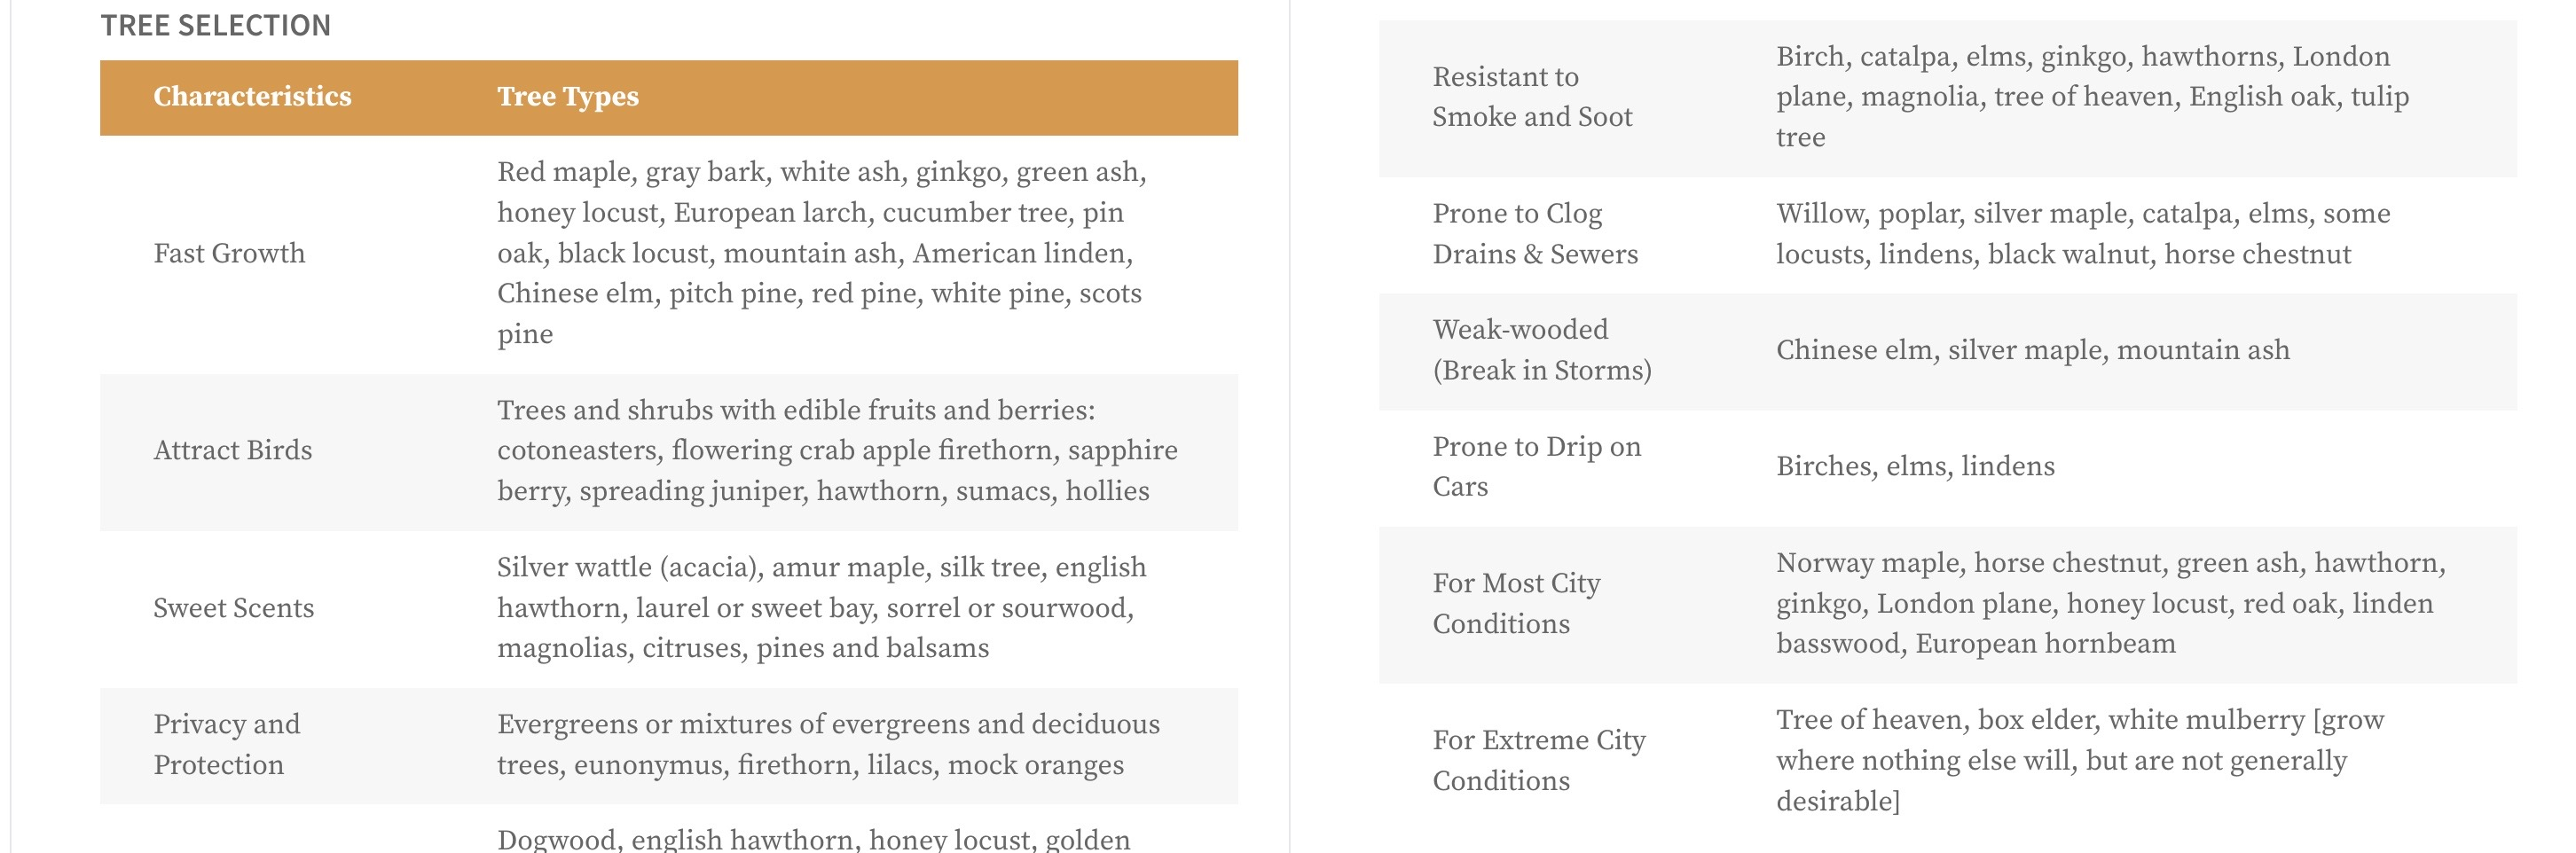 TREE SELECTION
Characteristics
Tree Types
Fast Growth
Red maple, gray bark, white ash, ginkgo, green ash,
honey locust, European larch, cucumber tree, pin
oak, black locust, mountain ash, American linden,
Chinese elm, pitch pine, red pine, white pine, scots
pine
Attract Birds
Trees and shrubs with edible fruits and berries:
cotoneasters, flowering crab apple firethorn, sapphire
berry, spreading juniper, hawthorn, sumacs, hollies
Sweet Scents
Silver wattle (acacia), amur maple, silk tree, english
hawthorn, laurel or sweet bay, sorrel or sourwood,
magnolias, citruses, pines and balsams
Privacy and
Protection
Evergreens or mixtures of evergreens and deciduous
trees, eunonymus, firethorn, lilacs, mock oranges
Dogwood, english hawthorn, honey locust, golden
Resistant to
Smoke and Soot
Birch, catalpa, elms, ginkgo, hawthorns, London
plane, magnolia, tree of heaven, English oak, tulip
tree
Prone to Clog
Drains & Sewers
Willow, poplar, silver maple, catalpa, elms, some
locusts, lindens, black walnut, horse chestnut
Weak-wooded
(Break in Storms)
Chinese elm, silver maple, mountain ash
Prone to Drip on
Cars
Birches, elms, lindens
For Most City
Conditions
Norway maple, horse chestnut, green ash, hawthorn,
ginkgo, London plane, honey locust, red oak, linden
basswood, European hornbeam
For Extreme City
Conditions
Tree of heaven, box elder, white mulberry [grow
where nothing else will, but are not generally
desirable]